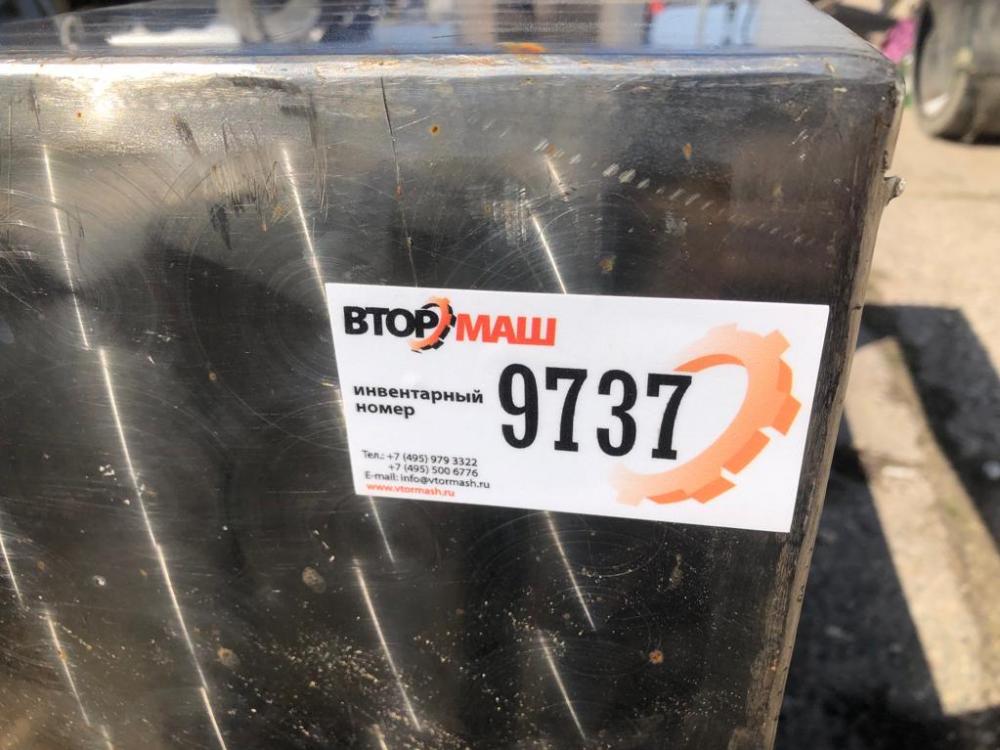 ВТОРМАШ
инвентарный
номер
9737
Тел.: +7 (495) 979 3322
+7 (495) 500 6776
E-mail: info@vtormash.ru
www.vtormash.ru